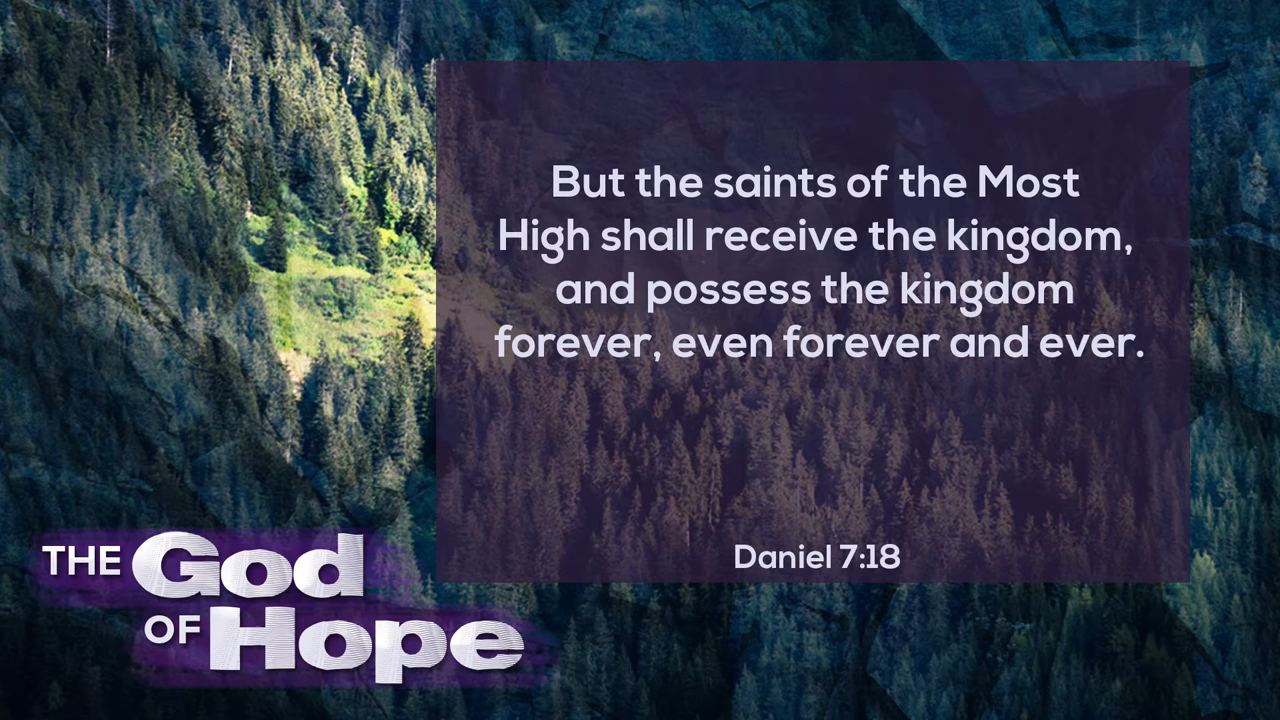 But the saints of the Most
High shall receive the kingdom,
and possess the kingdom
forever, even forever and ever.
Daniel 7:18
THE God
OF Hope